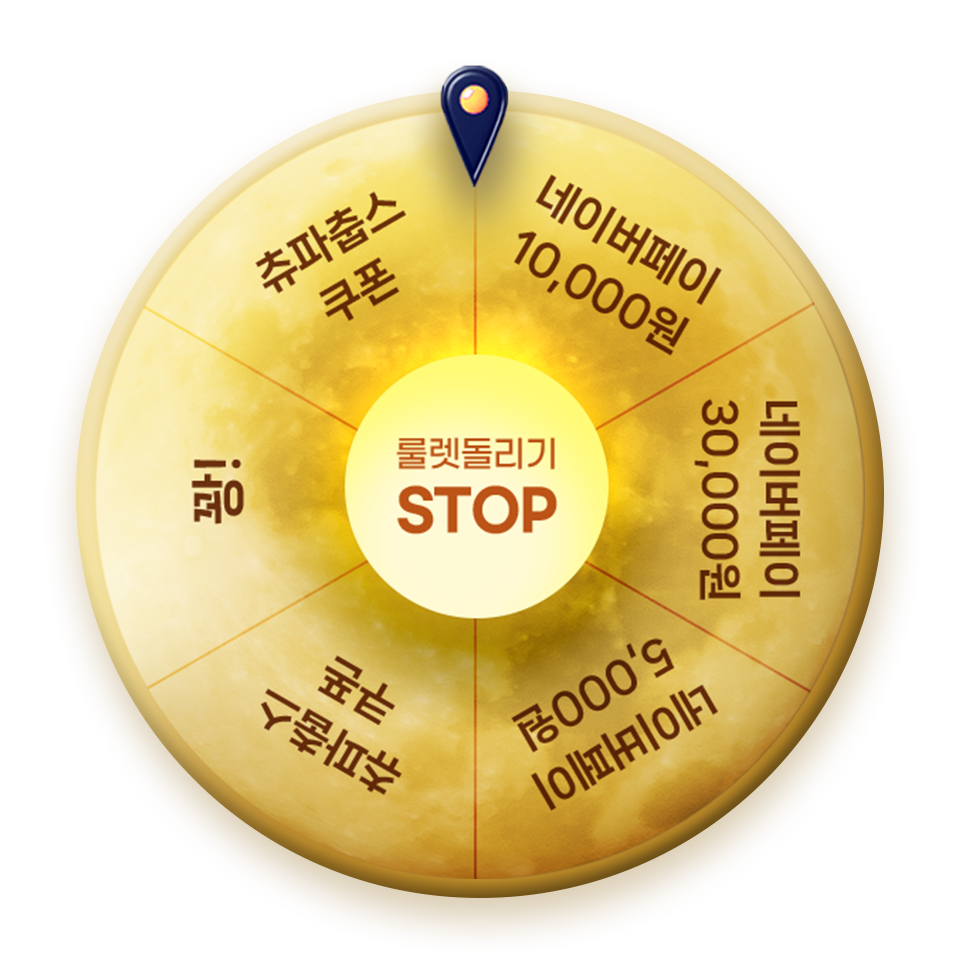 네이버페이
10,000원
네이버페이
30,000원
네이버페이
5,000원
츄파춥스
쿠폰
꽝!
츄파춥스
쿠폰
룰렛돌리기
STOP